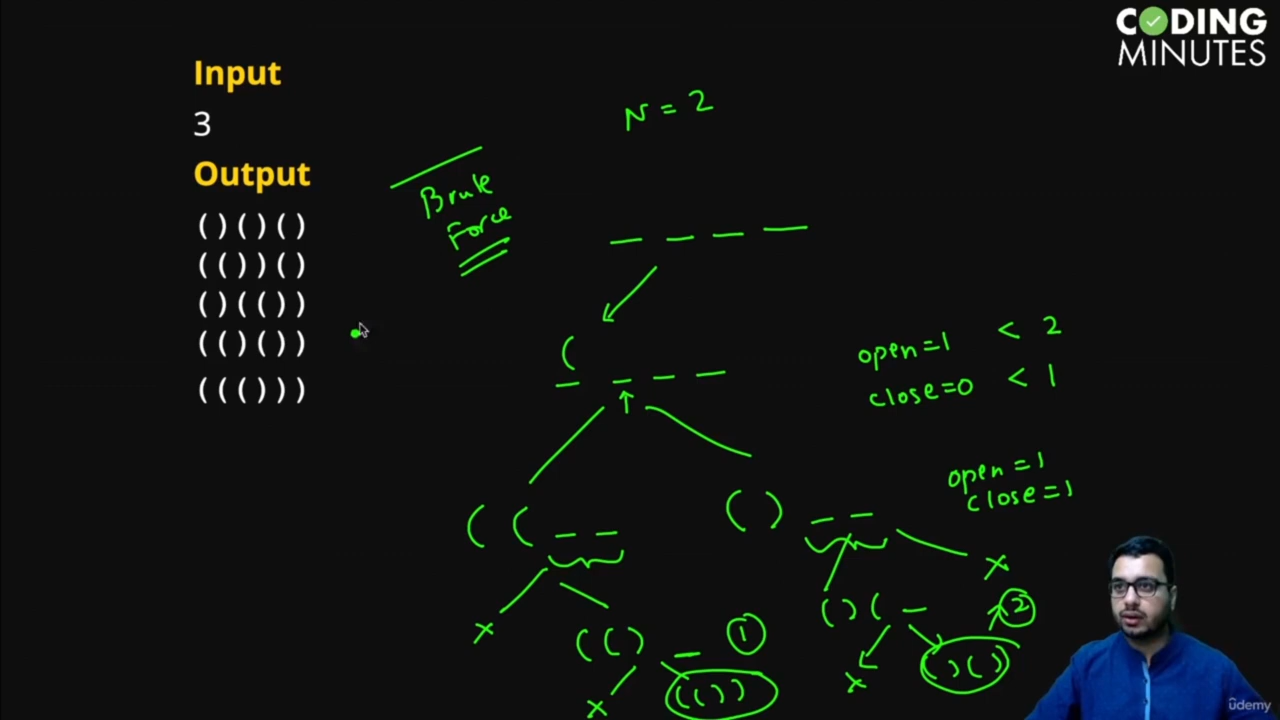 CODING
MINUTES
Input
3
Output
()()()
(())()
()(())
(()())
((()))
N = 2
Brute
Force
_ _ _ _
(
_ _ _ _
open=1 < 2
close=0 < 1
open=1
close=1
( ( _ _
( ) _ _
x
x
(() _ 1
x
(())
()( _
2
x
()()
ûdemy